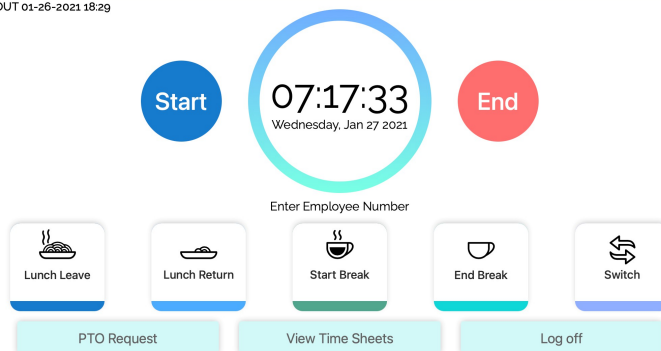 OUT 01-26-2021 18:29
Start
07:17:33
Wednesday, Jan 27 2021
End
Enter Employee Number
Lunch Leave
Lunch Return
Start Break
End Break
Switch
PTO Request
View Time Sheets
Log off